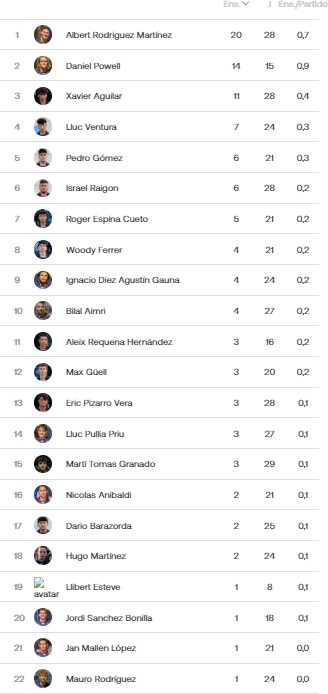 Ens. J Ens./Partido
1 Albert Rodriguez Martínez 20 28 0,7
2 Daniel Powell 14 15 0,9
3 Xavier Aguilar 11 28 0,4
4 Lluc Ventura 7 24 0,3
5 Pedro Gómez 6 21 0,3
6 Israel Raigon 6 28 0,2
7 Roger Espina Cueto 5 21 0,2
8 Woody Ferrer 4 21 0,2
9 Ignacio Diez Agustín Gauna 4 24 0,2
10 Bilal Aimri 4 27 0,2
11 Aleix Requena Hernández 3 16 0,2
12 Max Güell 3 20 0,2
13 Eric Pizarro Vera 3 28 0,1
14 Lluc Pullia Priu 3 27 0,1
15 Martí Tomas Granado 3 29 0,1
16 Nicolas Anibaldi 2 21 0,1
17 Dario Barazorda 2 25 0,1
18 Hugo Martínez 2 24 0,1
19 avatar Llibert Esteve 1 8 0,1
20 Jordi Sanchez Bonilla 1 18 0,1
21 Jan Mallen López 1 21 0,0
22 Mauro Rodríguez 1 24 0,0